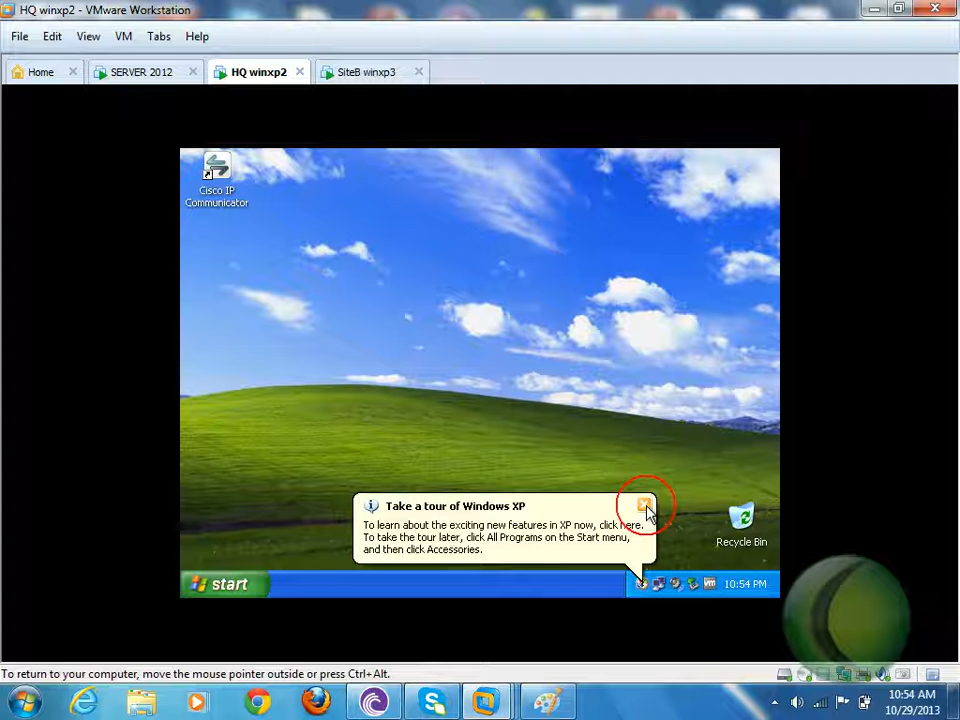 HQ winxp2 - VMware Workstation
File Edit View VM Tabs Help
Home SERVER 2012 HQ winxp2 SiteB winxp3
Cisco IP
Communicator
Take a tour of Windows XP
To learn about the exciting new features in XP now, click here.
To take the tour later, click All Programs on the Start menu,
and then click Accessories.
Recycle Bin
start
10:54 PM
To return to your computer, move the mouse pointer outside or press Ctrl+Alt.
10:54 AM
10/29/2013